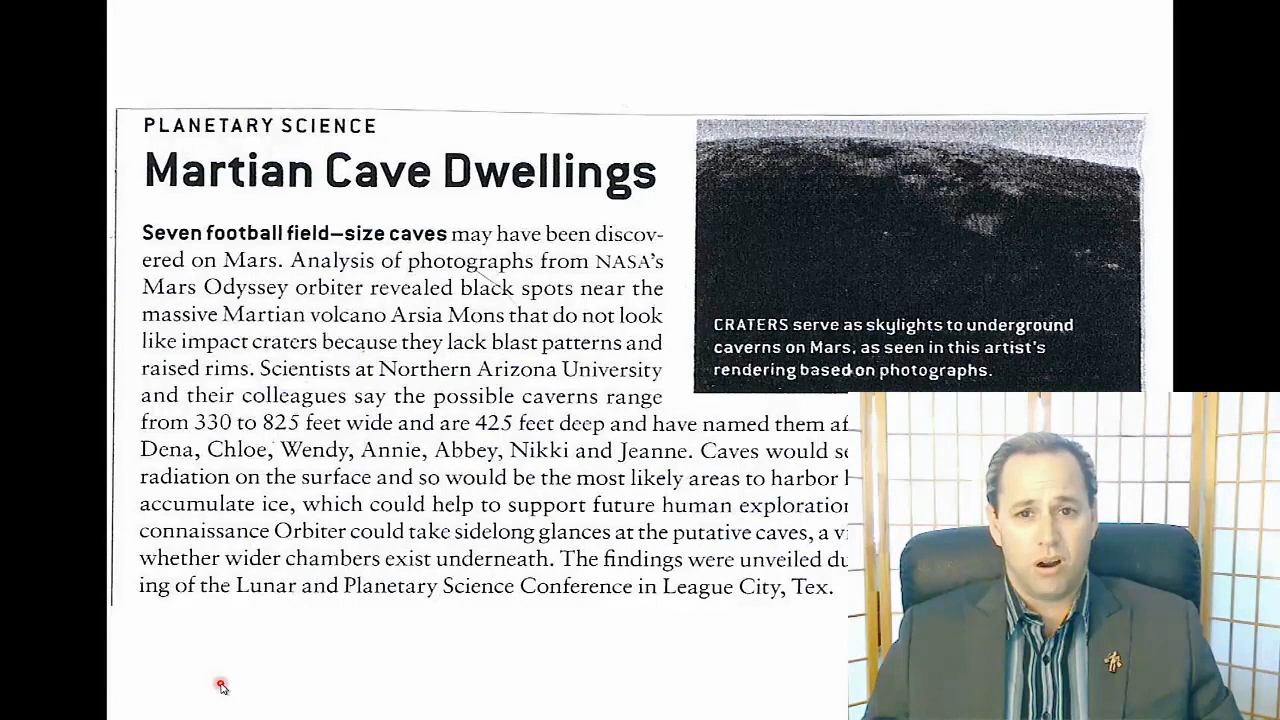 PLANETARY SCIENCE
Martian Cave Dwellings
Seven football field–size caves may have been discov-
ered on Mars. Analysis of photographs from NASA's
Mars Odyssey orbiter revealed black spots near the
massive Martian volcano Arsia Mons that do not look
like impact craters because they lack blast patterns and
raised rims. Scientists at Northern Arizona University
and their colleagues say the possible caverns range
from 330 to 825 feet wide and are 425 feet deep and have named them
Dena, Chloe, Wendy, Annie, Abbey, Nikki and Jeanne. Caves would
radiation on the surface and so would be the most likely areas to harbor
accumulate ice, which could help to support future human exploration
connaissance Orbiter could take sidelong glances at the putative caves, a
whether wider chambers exist underneath. The findings were unveiled
ing of the Lunar and Planetary Science Conference in League City, Tex.
CRATERS serve as skylights to underground
caverns on Mars, as seen in this artist's
rendering based on photographs.